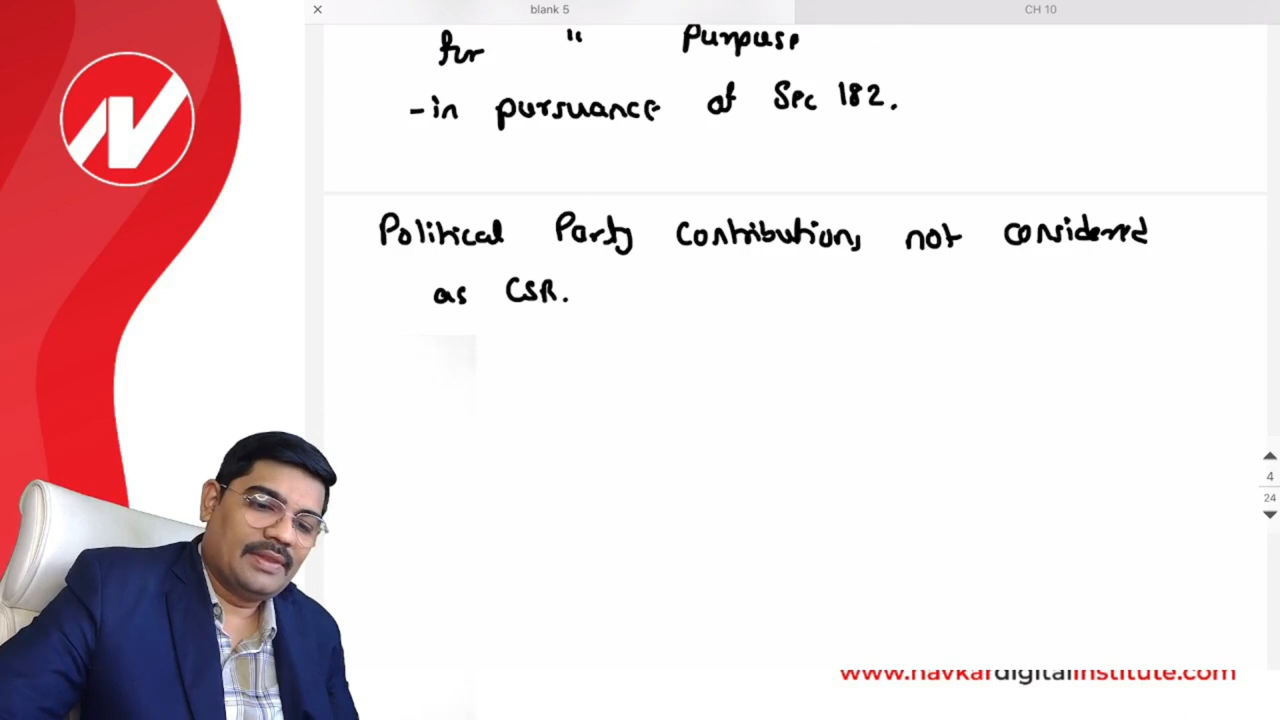 × blank 5 CH 10
for " Purpose
- in pursuance of Sec 182.
Political Party Contributions not considered
as CSR.
4
24
www.navkardigitalinstitute.com